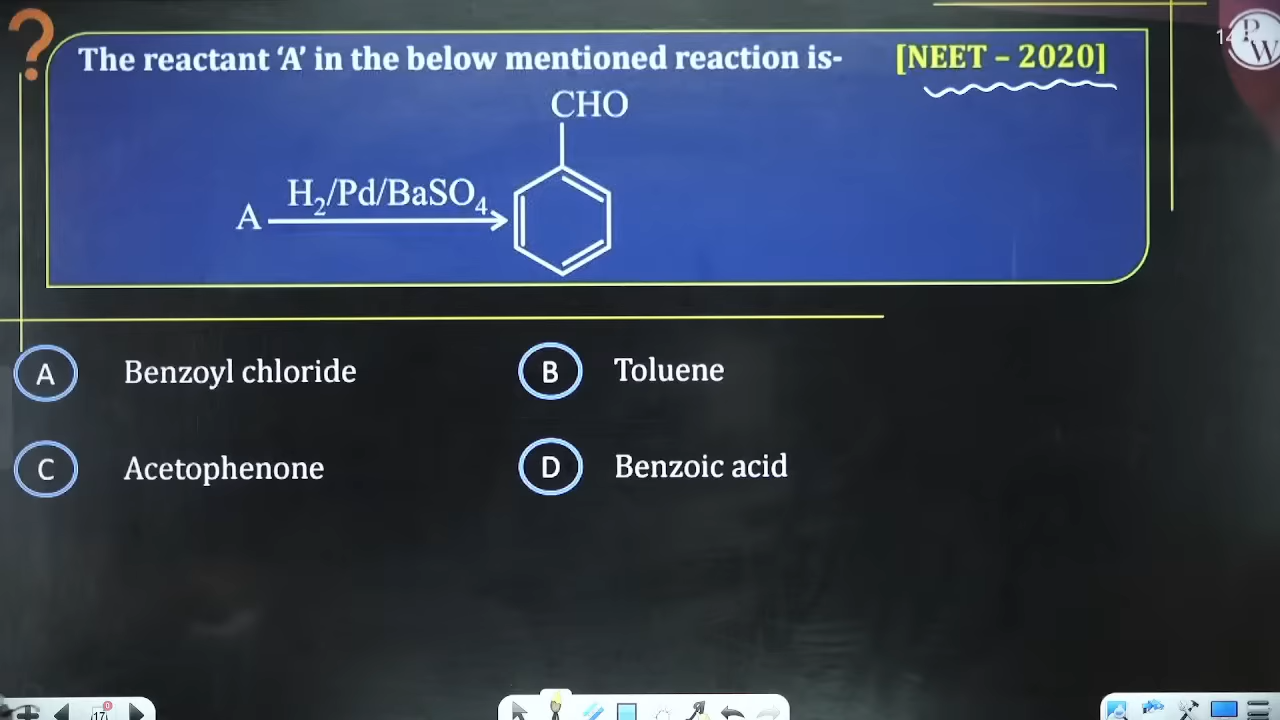 The reactant ‘A’ in the below mentioned reaction is- [NEET – 2020]
CHO
A H₂/Pd/BaSO₄
A Benzoyl chloride
B Toluene
C Acetophenone
D Benzoic acid
PW